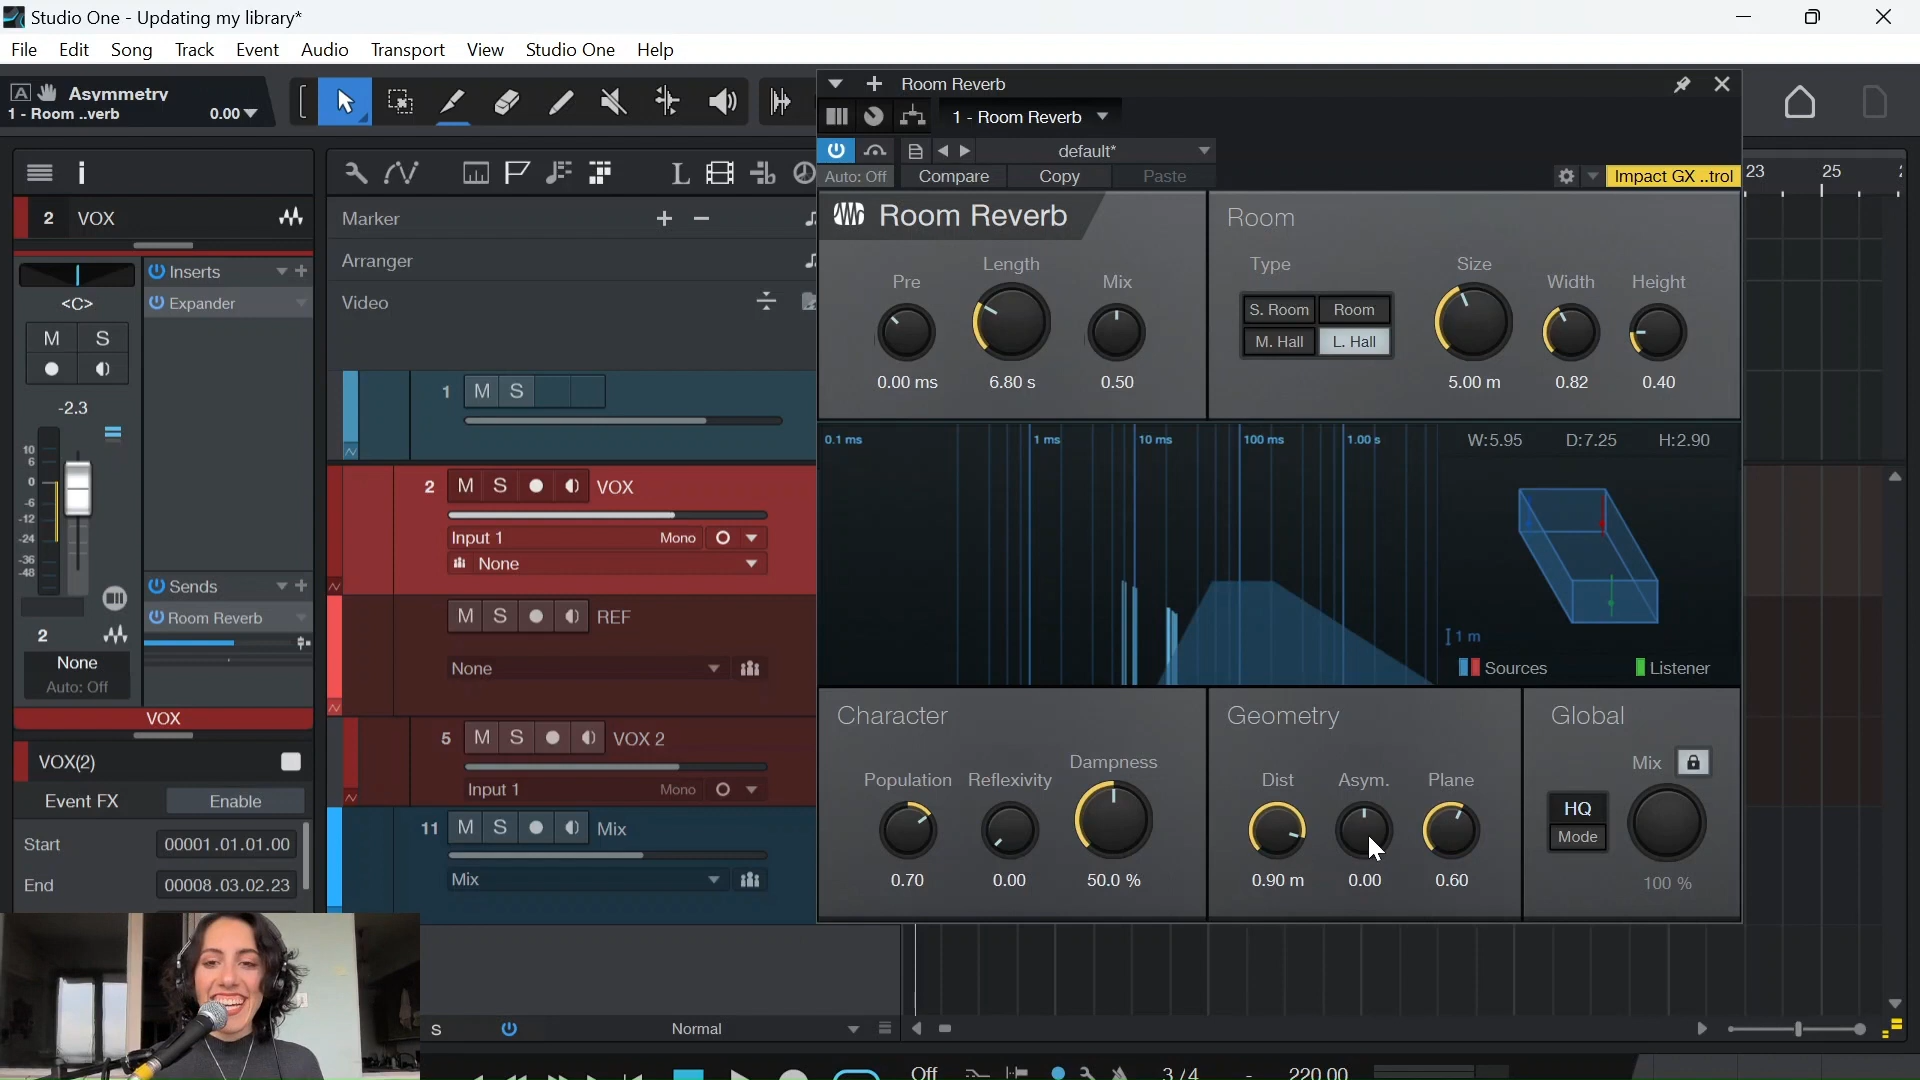 Studio One - Updating my library*
File Edit Song Track Event Audio Transport View Studio One Help
A Asymmetry
1 - Room ..verb 0.00
Room Reverb
1 - Room Reverb
default*
Auto: Off Compare Copy Paste Impact GX ..trol
23 25
i
L
2 VOX
Inserts
Expander
<C>
M S
-2.3
10
6
0
-6
-12
-24
-36
-48
Sends
Room Reverb
2
None
Auto: Off
VOX
VOX(2)
Event FX Enable
Start 00001.01.01.00
End 00008.03.02.23
Marker
Arranger
Video
1 M S
2 M S VOX
Input 1 Mono
None
M S REF
None
5 M S VOX 2
Input 1 Mono
11 M S Mix
Mix
S Normal
Room Reverb
Pre Length Mix
0.00 ms 6.80 s 0.50
Room
Type Size Width Height
S. Room Room
M. Hall L. Hall
5.00 m 0.82 0.40
0.1 ms 1 ms 10 ms 100 ms 1.00 s W:5.95 D:7.25 H:2.90
1 m
Sources Listener
Character
Population Reflexivity Dampness
0.70 0.00 50.0 %
Geometry
Dist Asym. Plane
0.90 m 0.00 0.60
Global
Mix
HQ
Mode
100 %
Off 3 / 4 - 220.00